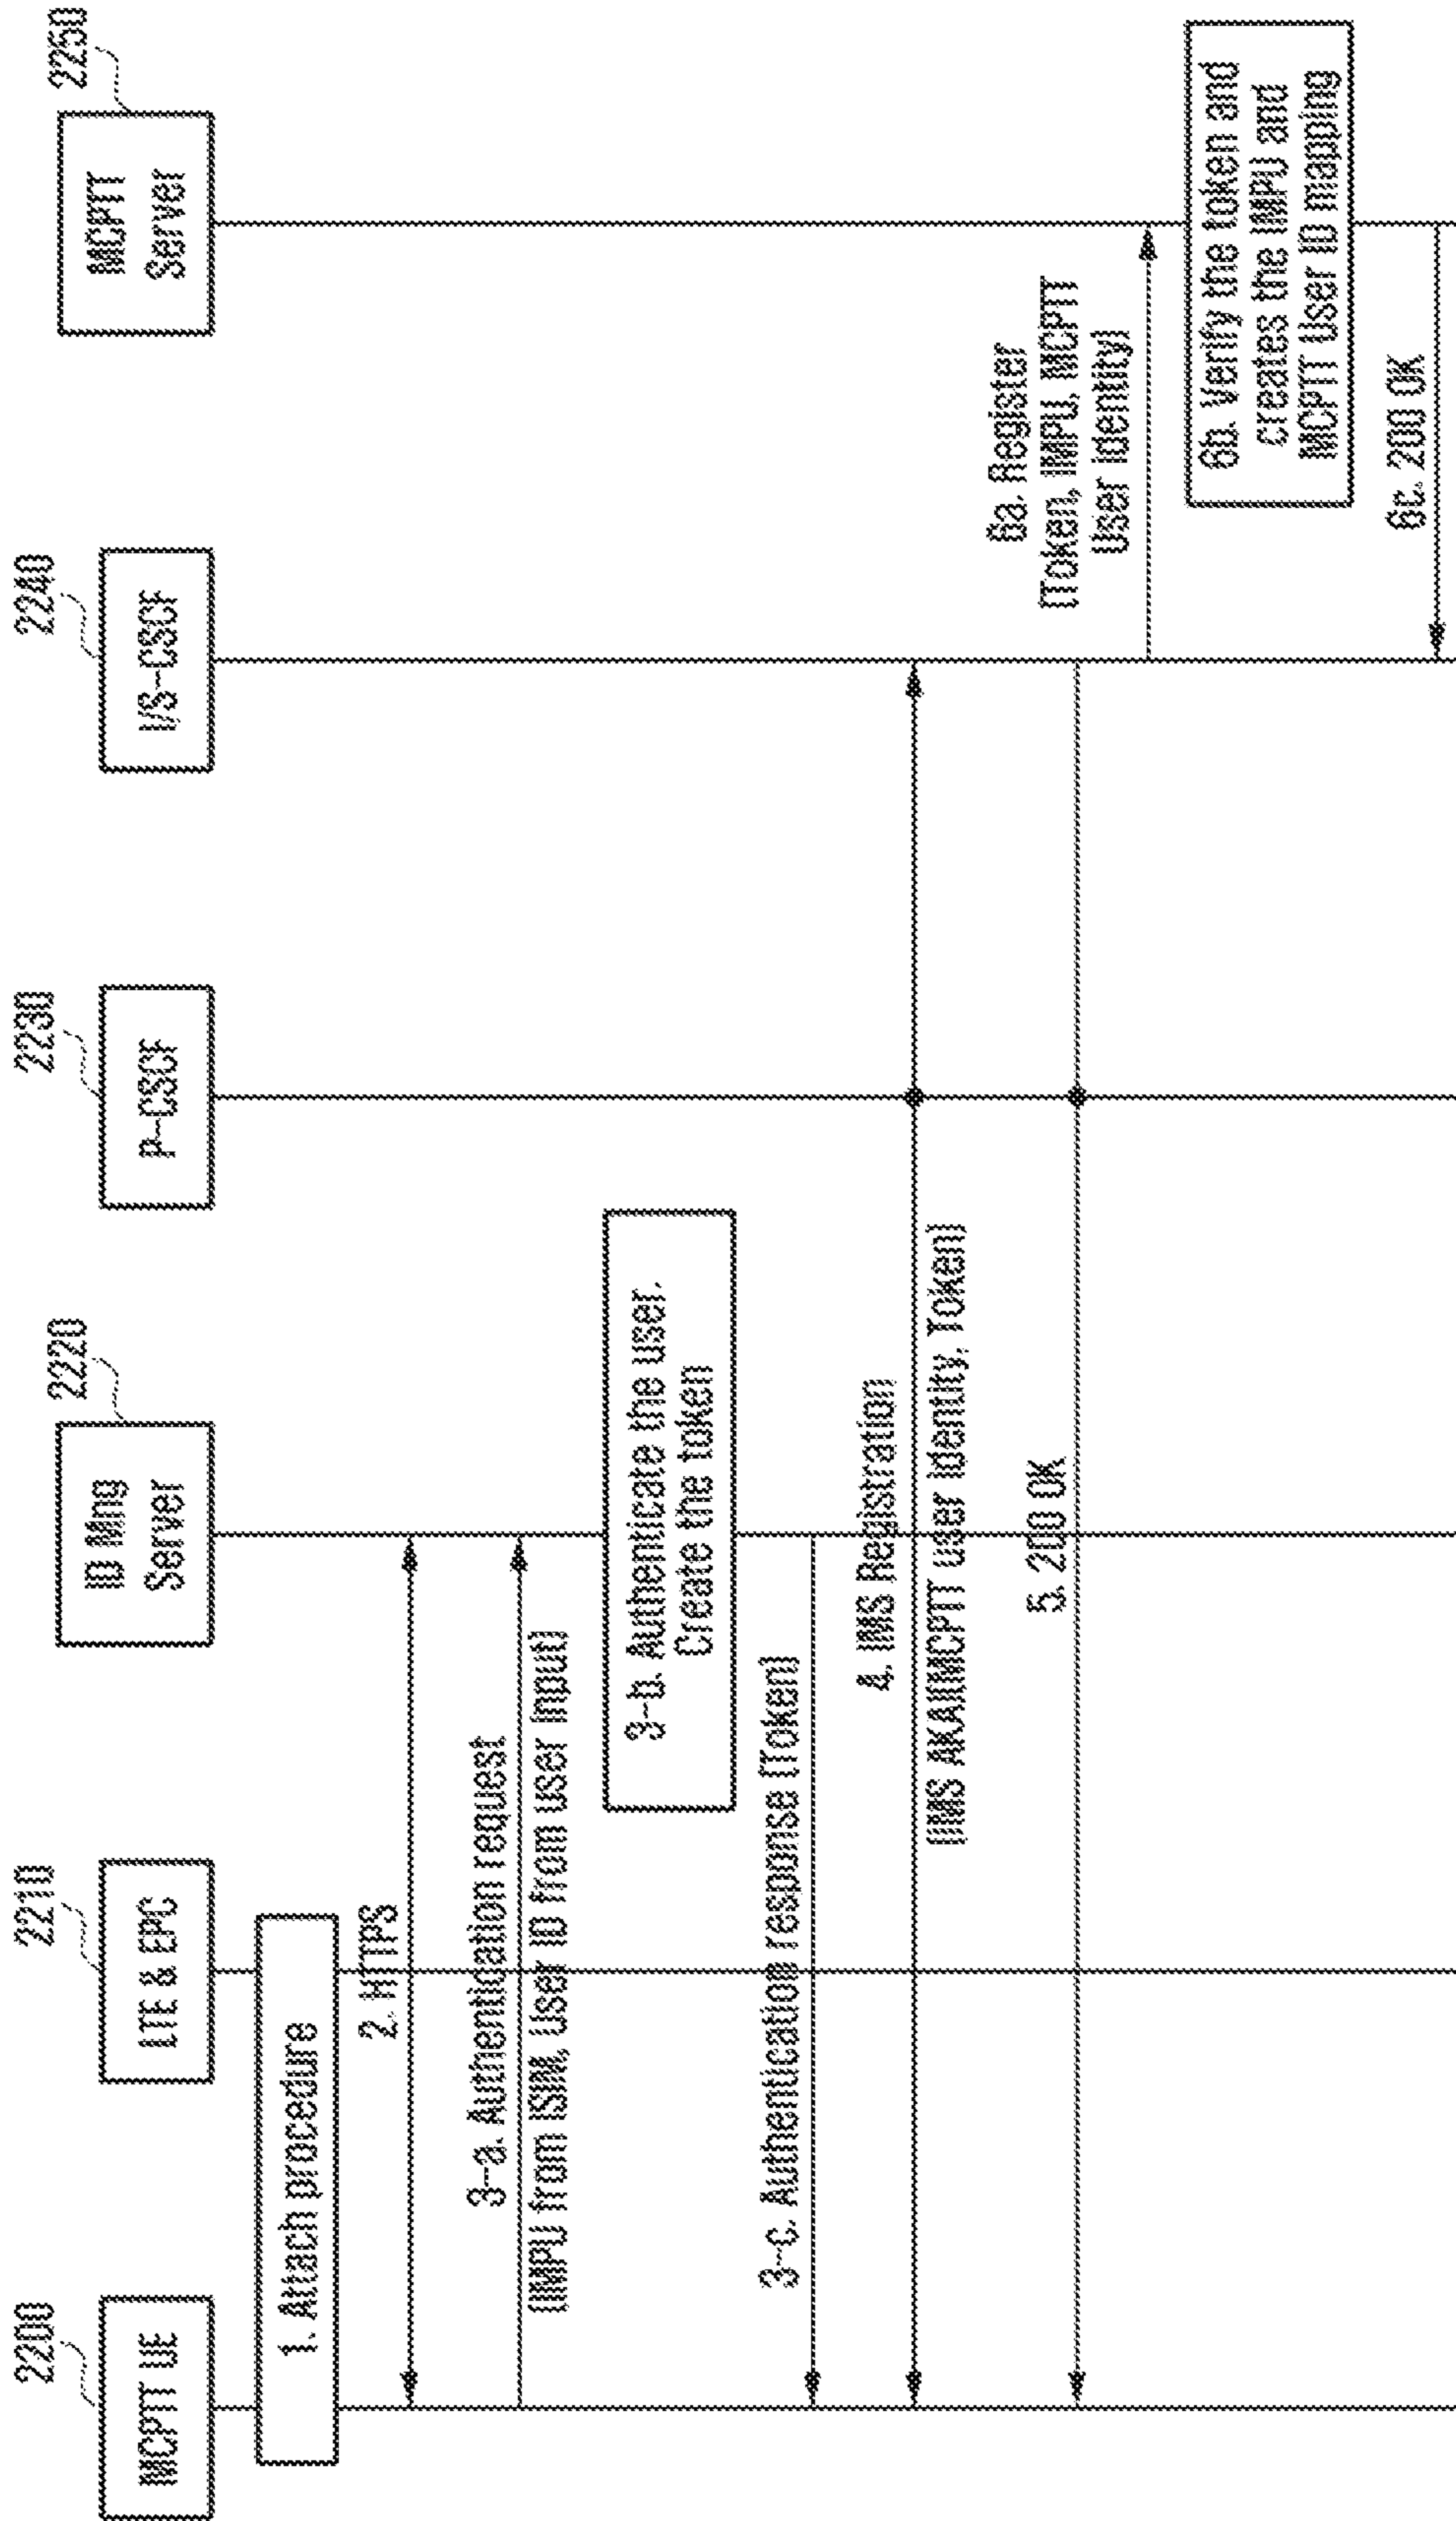 2200
MCPTT UE
2210
LTE & EPC
2220
ID Mng
Server
2230
P-CSCF
2240
I/S-CSCF
2250
MCPTT
Server
1. Attach procedure
2. HTTPS
3-a. Authentication request
(IMPU from ISIM, User ID from user input)
3-b. Authenticate the user.
Create the token
3-c. Authentication response (Token)
4. IMS Registration
(IMS AKA)(MCPTT user identity, Token)
5. 200 OK
6a. Register
(Token, IMPU, MCPTT
User identity)
6b. Verify the token and
creates the IMPU and
MCPTT User ID mapping
6c. 200 OK